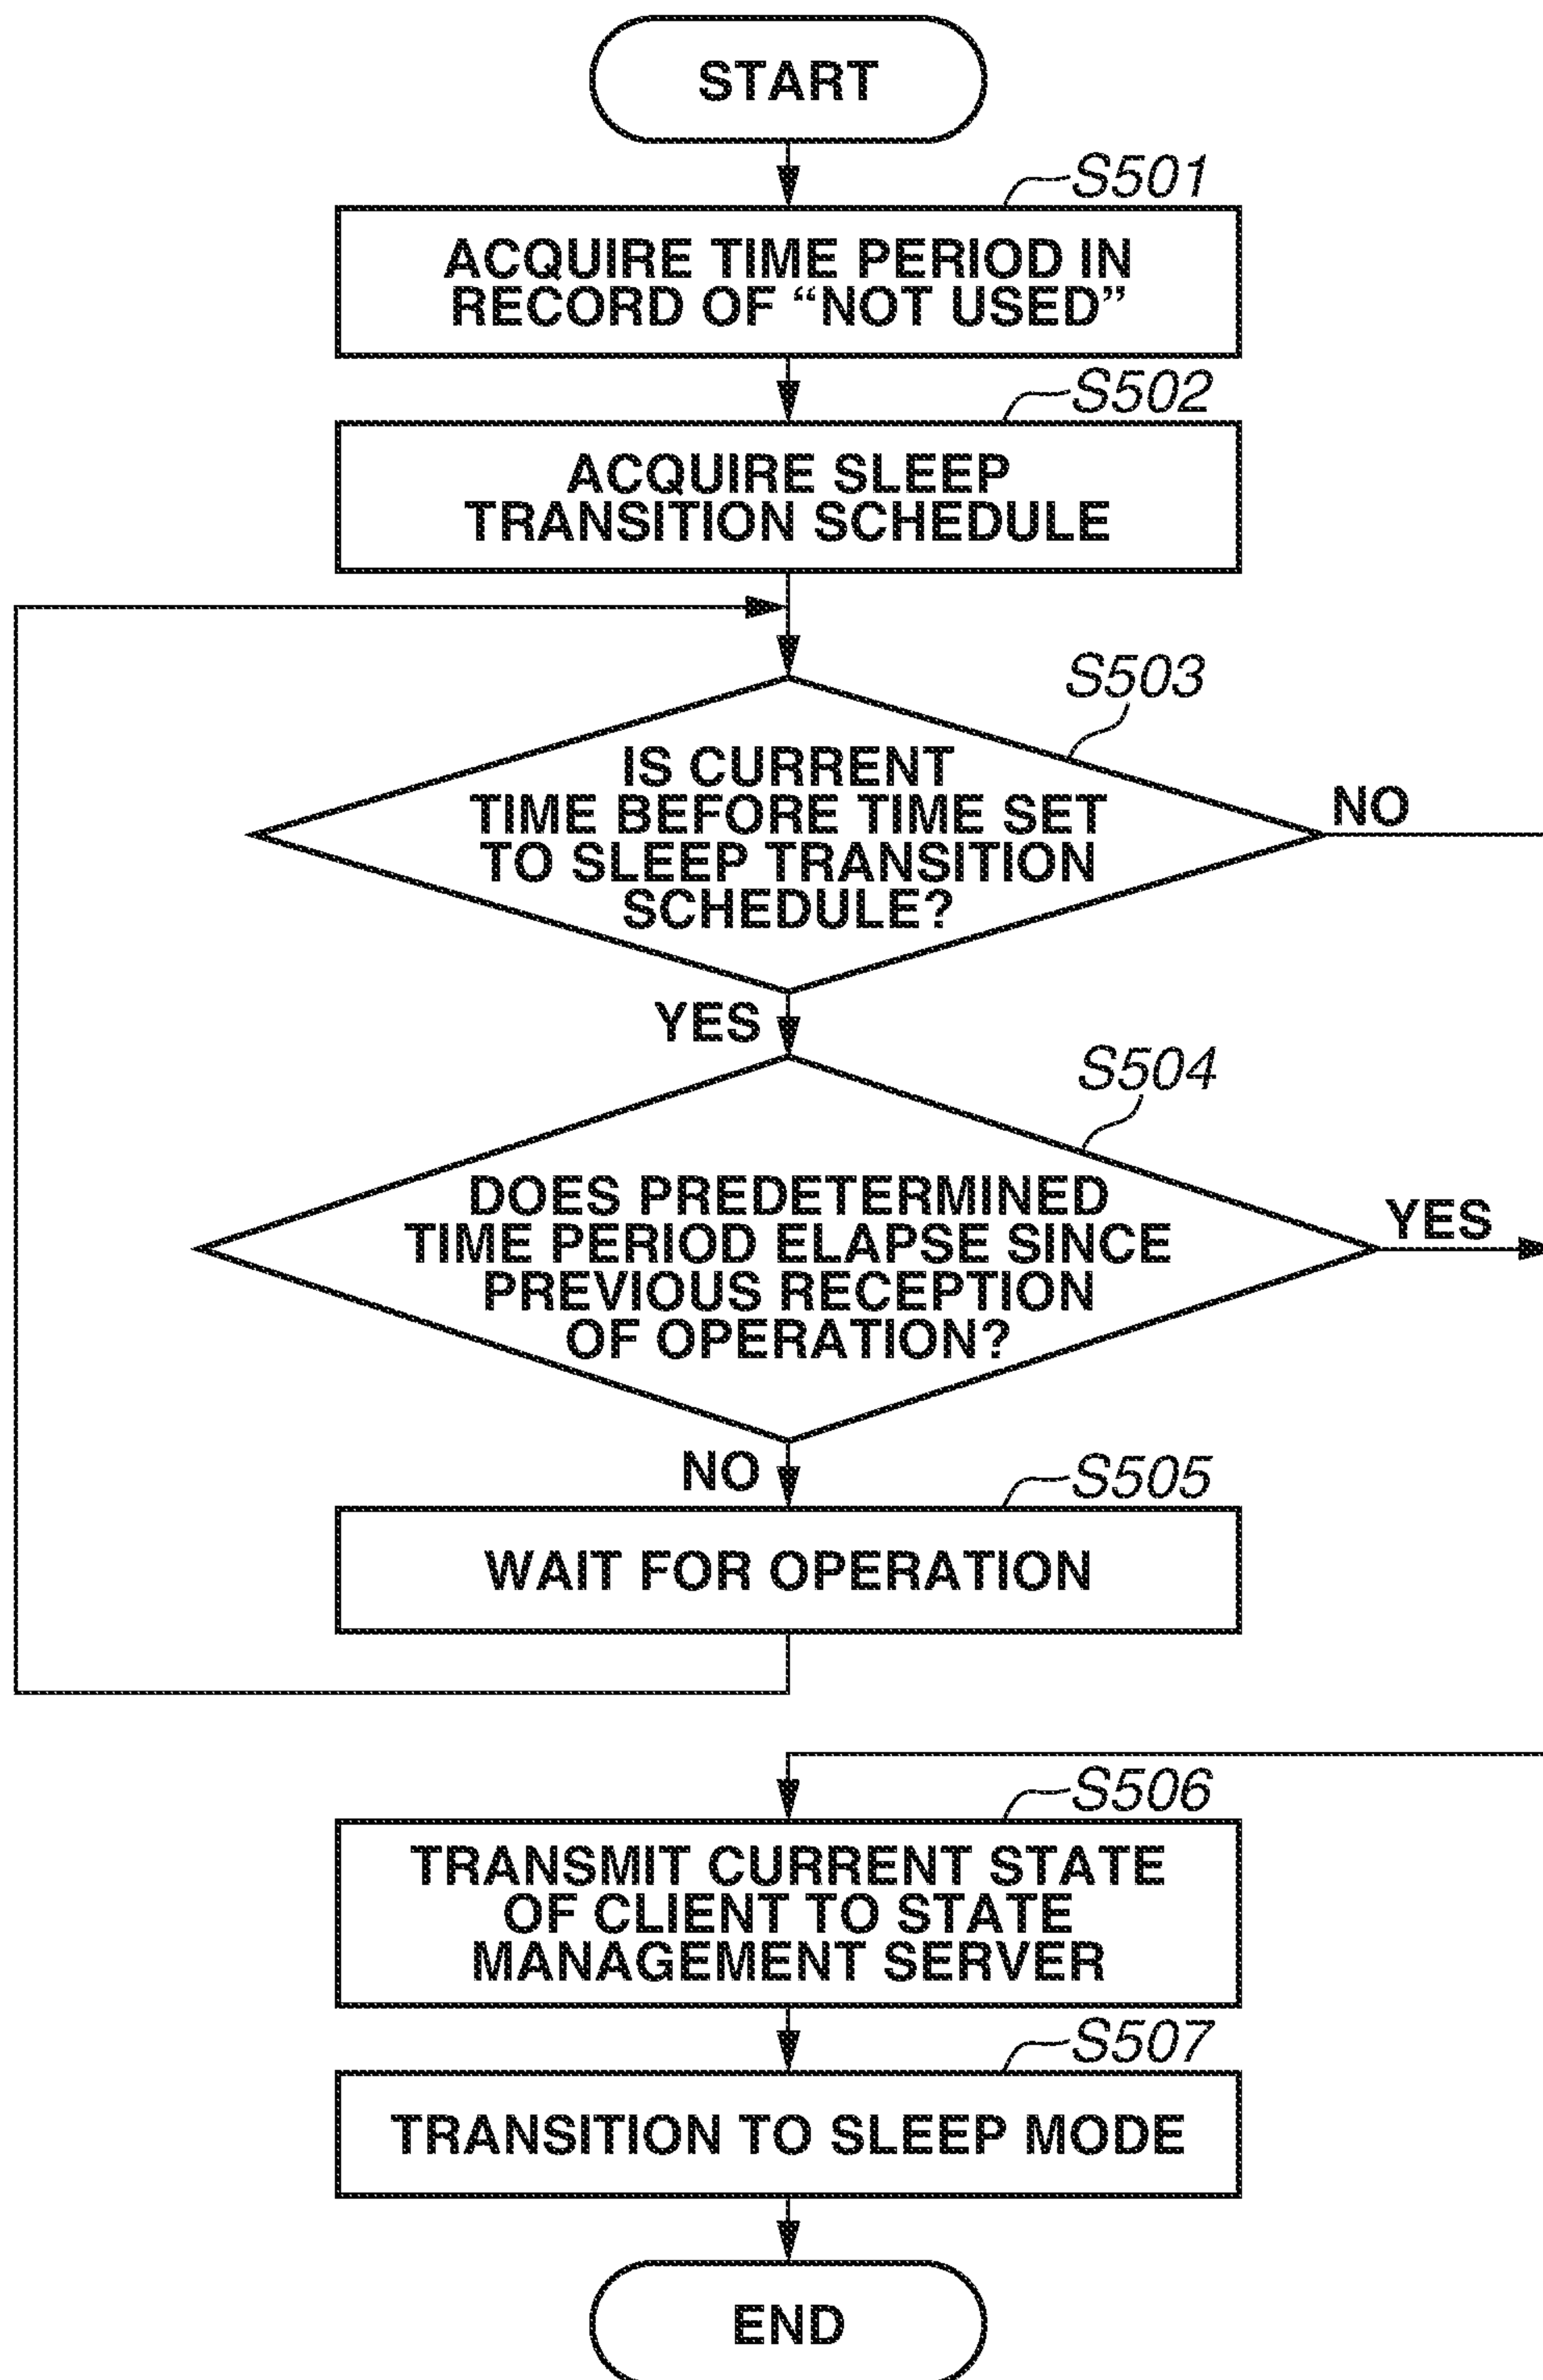 START
S501
ACQUIRE TIME PERIOD IN
RECORD OF “NOT USED”
S502
ACQUIRE SLEEP
TRANSITION SCHEDULE
S503
IS CURRENT
TIME BEFORE TIME SET
TO SLEEP TRANSITION
SCHEDULE?
NO
YES
S504
DOES PREDETERMINED
TIME PERIOD ELAPSE SINCE
PREVIOUS RECEPTION
OF OPERATION?
YES
NO
S505
WAIT FOR OPERATION
S506
TRANSMIT CURRENT STATE
OF CLIENT TO STATE
MANAGEMENT SERVER
S507
TRANSITION TO SLEEP MODE
END